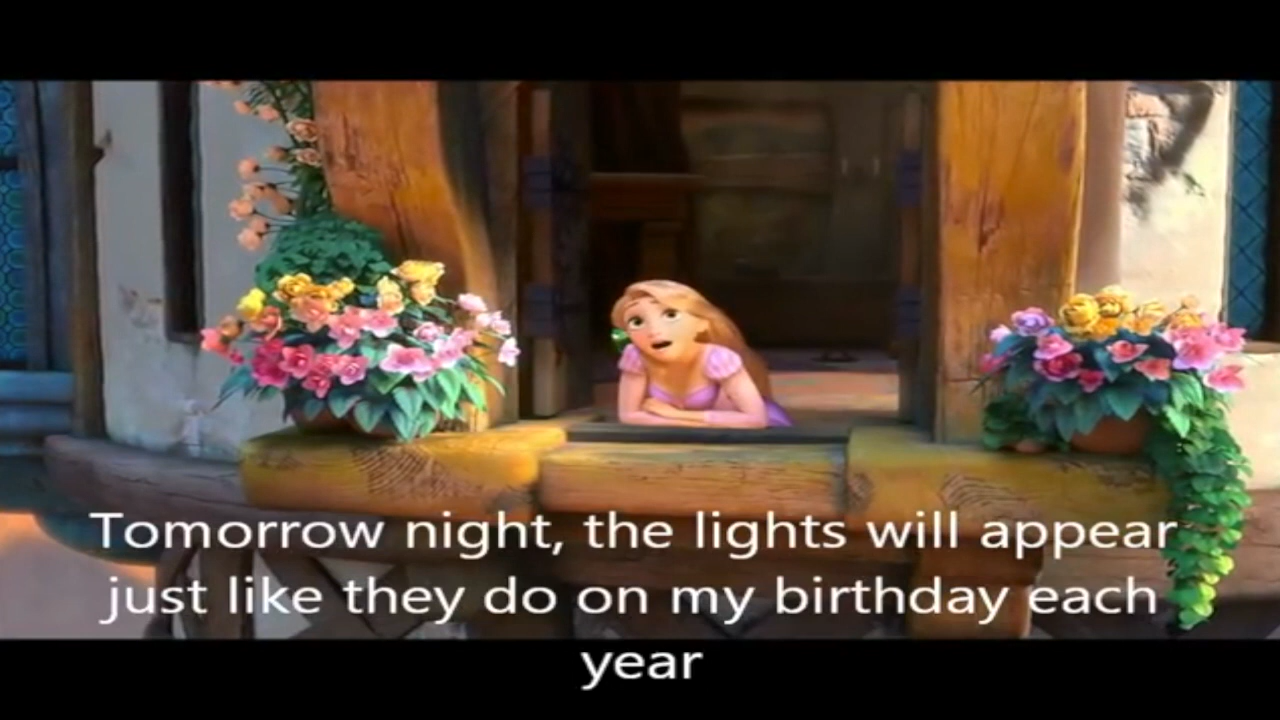 Tomorrow night, the lights will appear
just like they do on my birthday each
year